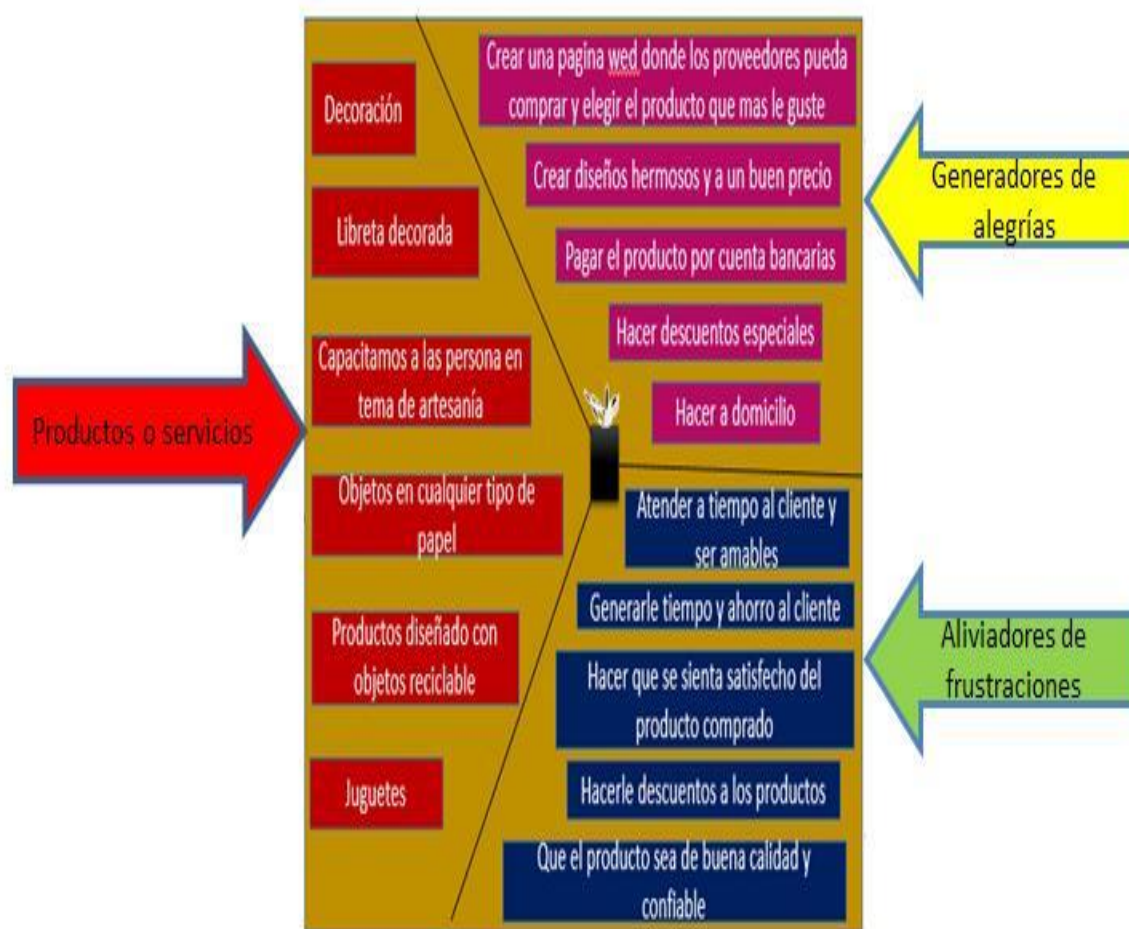 Productos o servicios
Decoración
Libreta decorada
Capacitamos a las persona en
tema de artesanía
Objetos en cualquier tipo de
papel
Productos diseñado con
objetos reciclable
Juguetes
Crear una pagina wed donde los proveedores pueda
comprar y elegir el producto que mas le guste
Crear diseños hermosos y a un buen precio
Pagar el producto por cuenta bancarias
Hacer descuentos especiales
Hacer a domicilio
Generadores de
alegrías
Atender a tiempo al cliente y
ser amables
Generarle tiempo y ahorro al cliente
Hacer que se sienta satisfecho del
producto comprado
Hacerle descuentos a los productos
Que el producto sea de buena calidad y
confiable
Aliviadores de
frustraciones